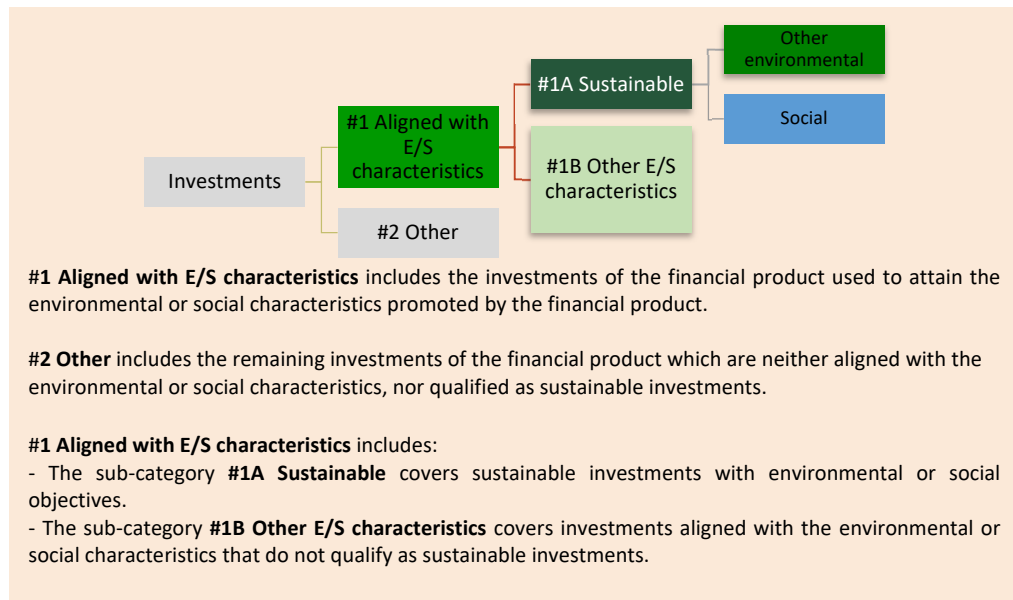 Other
environmental
#1A Sustainable
Social
#1 Aligned with
E/S
characteristics
#1B Other E/S
characteristics
Investments
#2 Other
#1 Aligned with E/S characteristics includes the investments of the financial product used to attain the
environmental or social characteristics promoted by the financial product.
#2 Other includes the remaining investments of the financial product which are neither aligned with the
environmental or social characteristics, nor qualified as sustainable investments.
#1 Aligned with E/S characteristics includes:
- The sub-category #1A Sustainable covers sustainable investments with environmental or social
objectives.
- The sub-category #1B Other E/S characteristics covers investments aligned with the environmental or
social characteristics that do not qualify as sustainable investments.